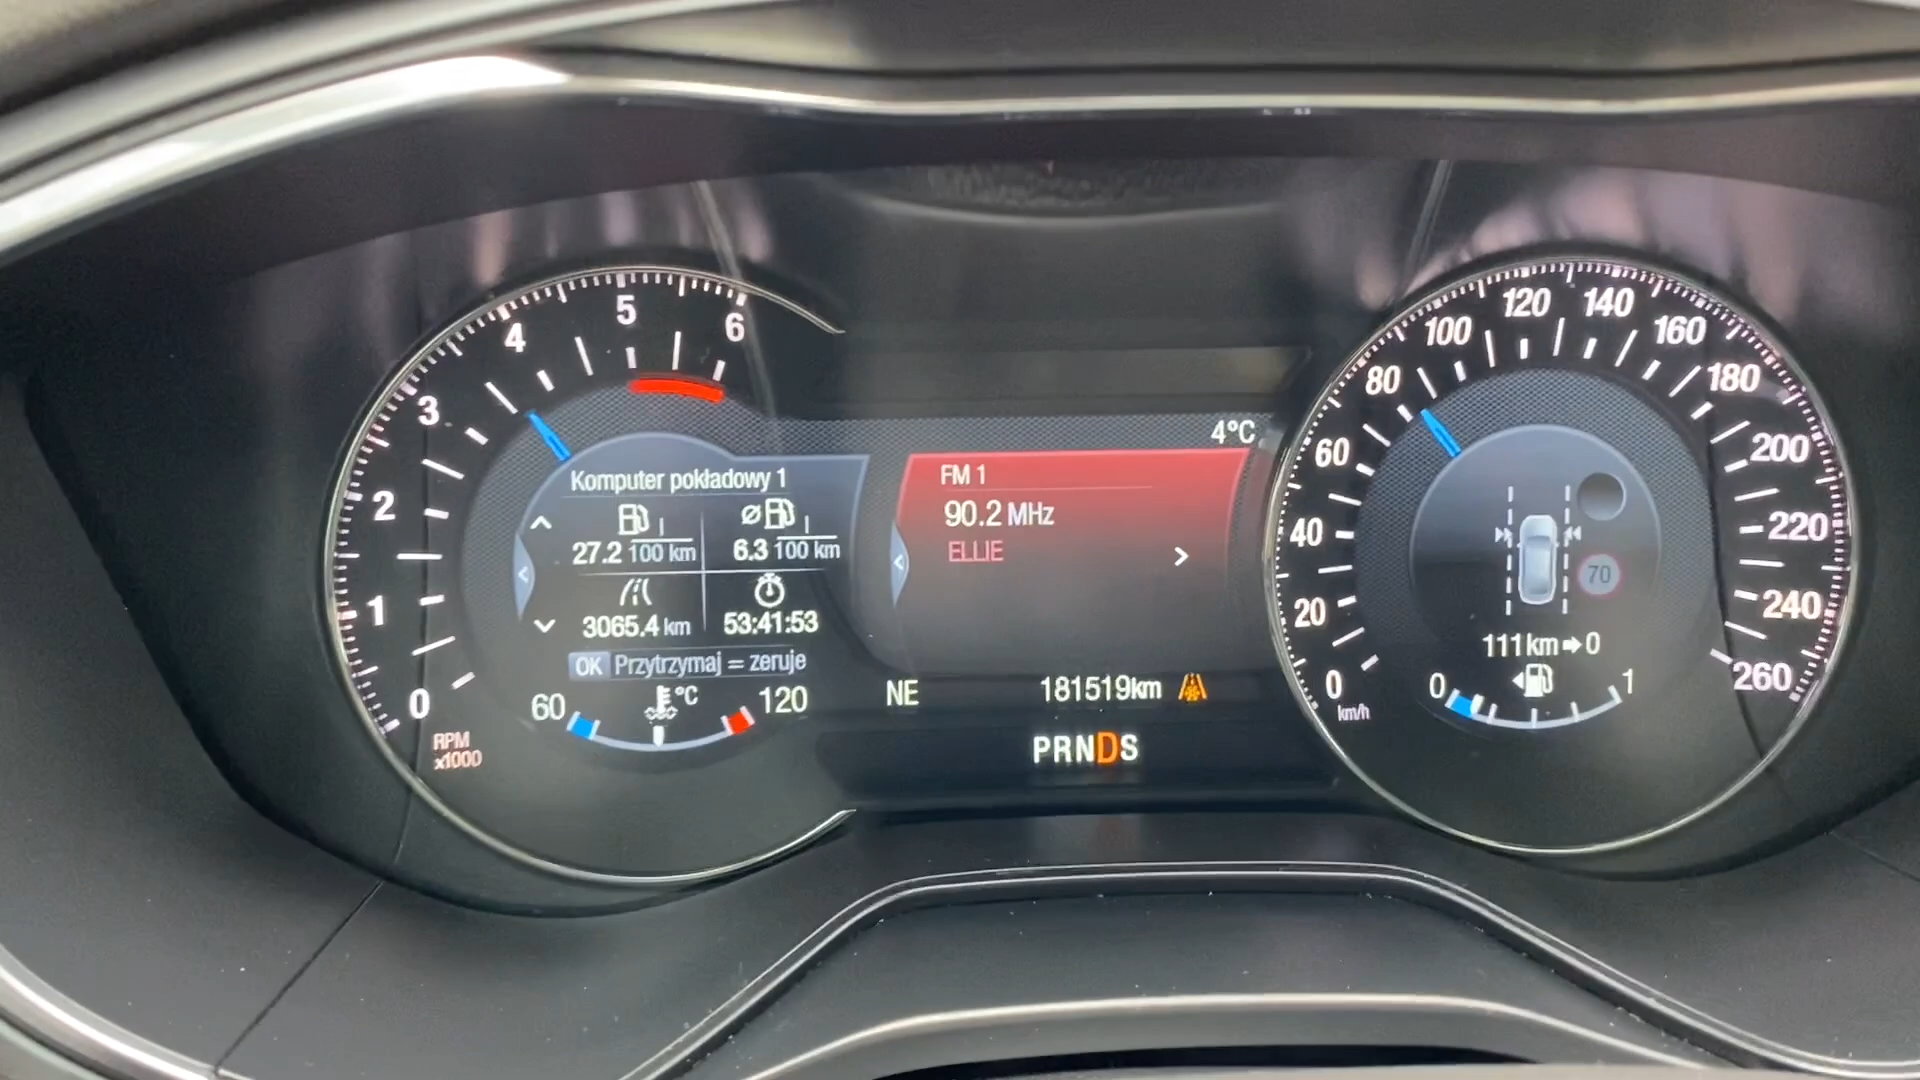 0
1
2
3
4
5
6
RPM
x1000
Komputer pokładowy 1
27.2 100 km
6.3 100 km
3065.4 km
53:41:53
OK Przytrzymaj = zeruje
60
°C
120
4°C
FM 1
90.2 MHz
ELLIE
NE
181519km
PRNDS
0
20
40
60
80
100
120
140
160
180
200
220
240
260
km/h
70
111km➡0
0
1